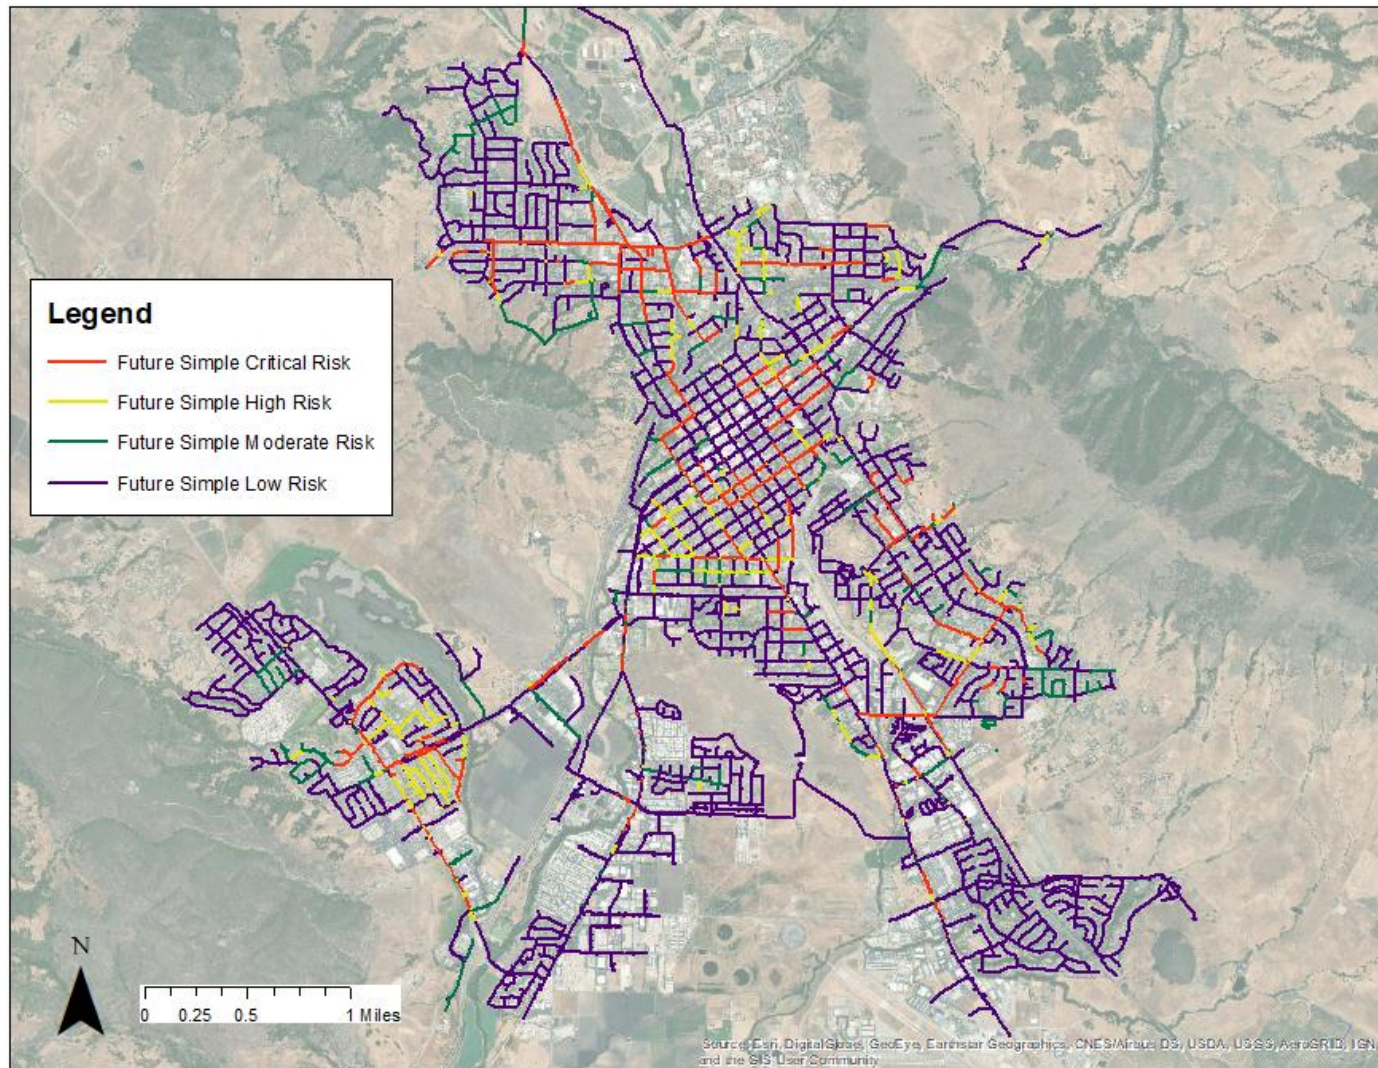 Legend
Future Simple Critical Risk
Future Simple High Risk
Future Simple Moderate Risk
Future Simple Low Risk
N
0 0.25 0.5 1 Miles
Source: Esri, DigitalGlobe, GeoEye, Earthstar Geographics, CNES/Airbus DS, USDA, USGS, AeroGRID, IGN,
and the GIS User Community